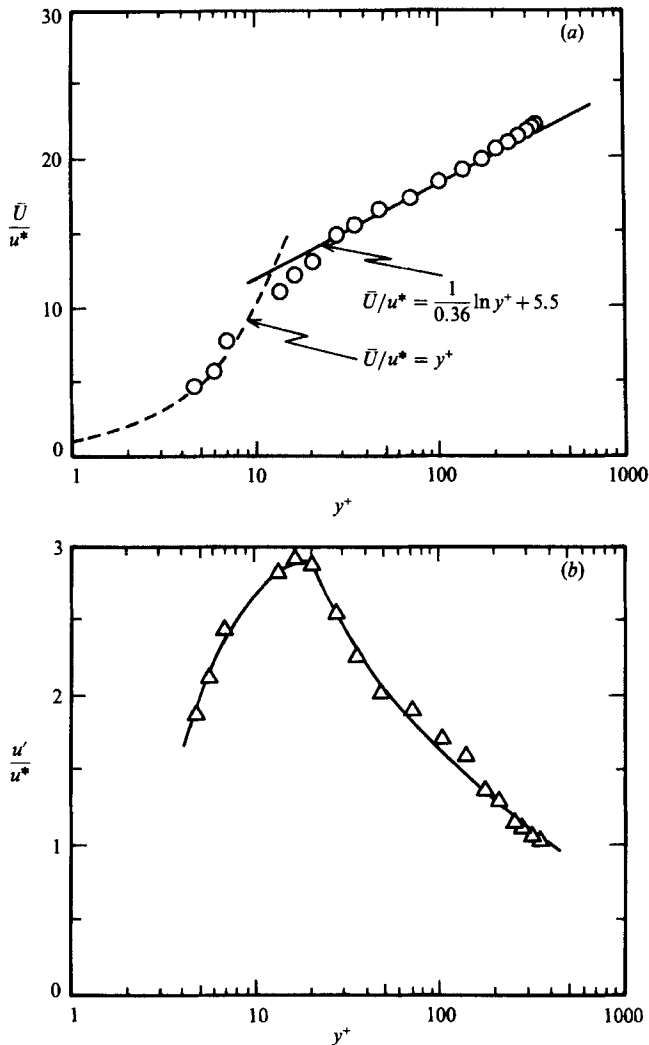 30
(a)
20
Ū/u*
10
Ū/u* = 1/0.36 ln y⁺ + 5.5
Ū/u* = y⁺
0
1 10 100 1000
y⁺
3
(b)
2
u′/u*
1
0
1 10 100 1000
y⁺